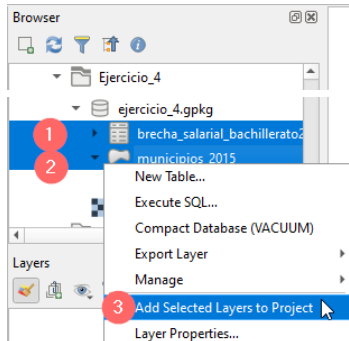 Browser
Ejercicio_4
ejercicio_4.gpkg
1
brecha_salarial_bachillerato2
2
municipios_2015
New Table...
Execute SQL...
Compact Database (VACUUM)
Export Layer
Layers
Manage
3
Add Selected Layers to Project
Layer Properties...